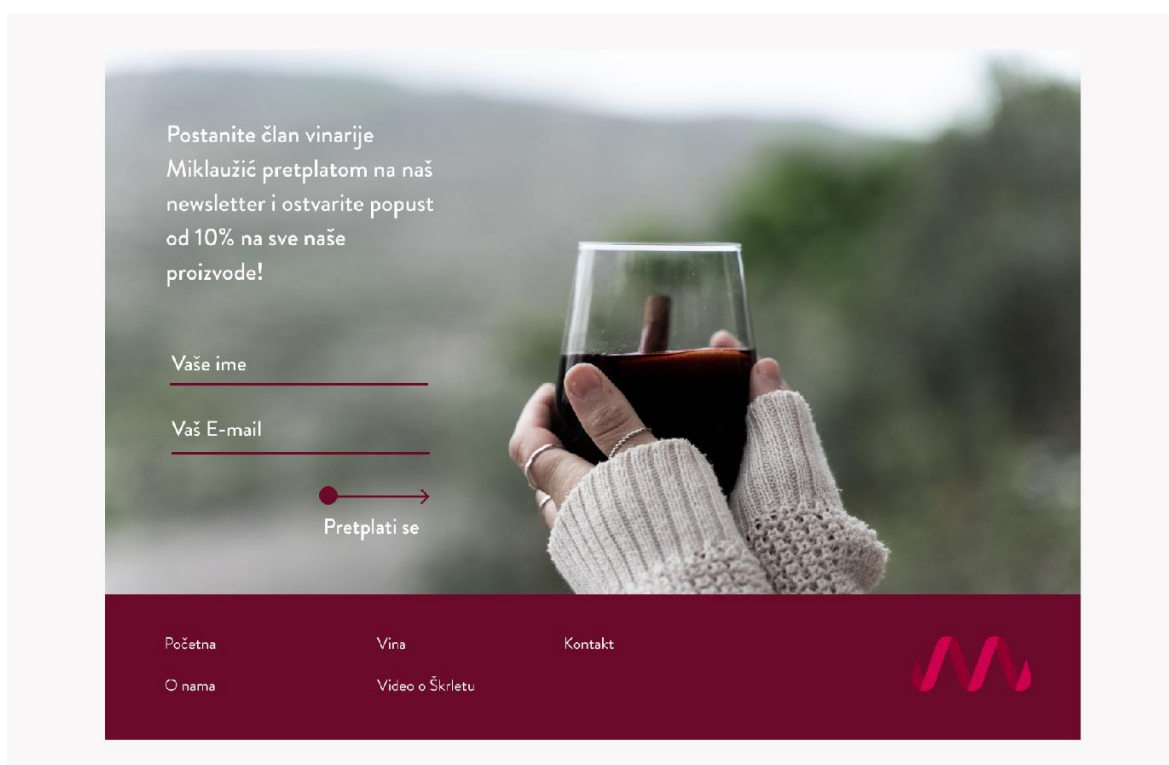 Postanite član vinarije
Miklaužić pretplatom na naš
newsletter i ostvarite popust
od 10% na sve naše
proizvode!
Vaše ime
Vaš E-mail
Pretplati se
Početna
Vina
Kontakt
O nama
Video o Škrletu